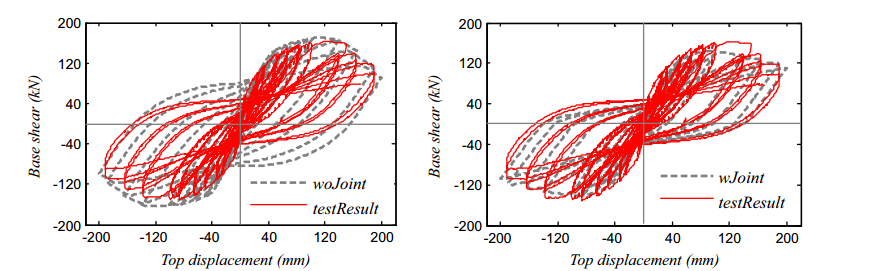 200
120
40
-40
-120
-200
Base shear (kN)
woJoint
testResult
-200 -120 -40 40 120 200
Top displacement (mm)
200
120
40
-40
-120
-200
Base shear (kN)
wJoint
testResult
-200 -120 -40 40 120 200
Top displacement (mm)